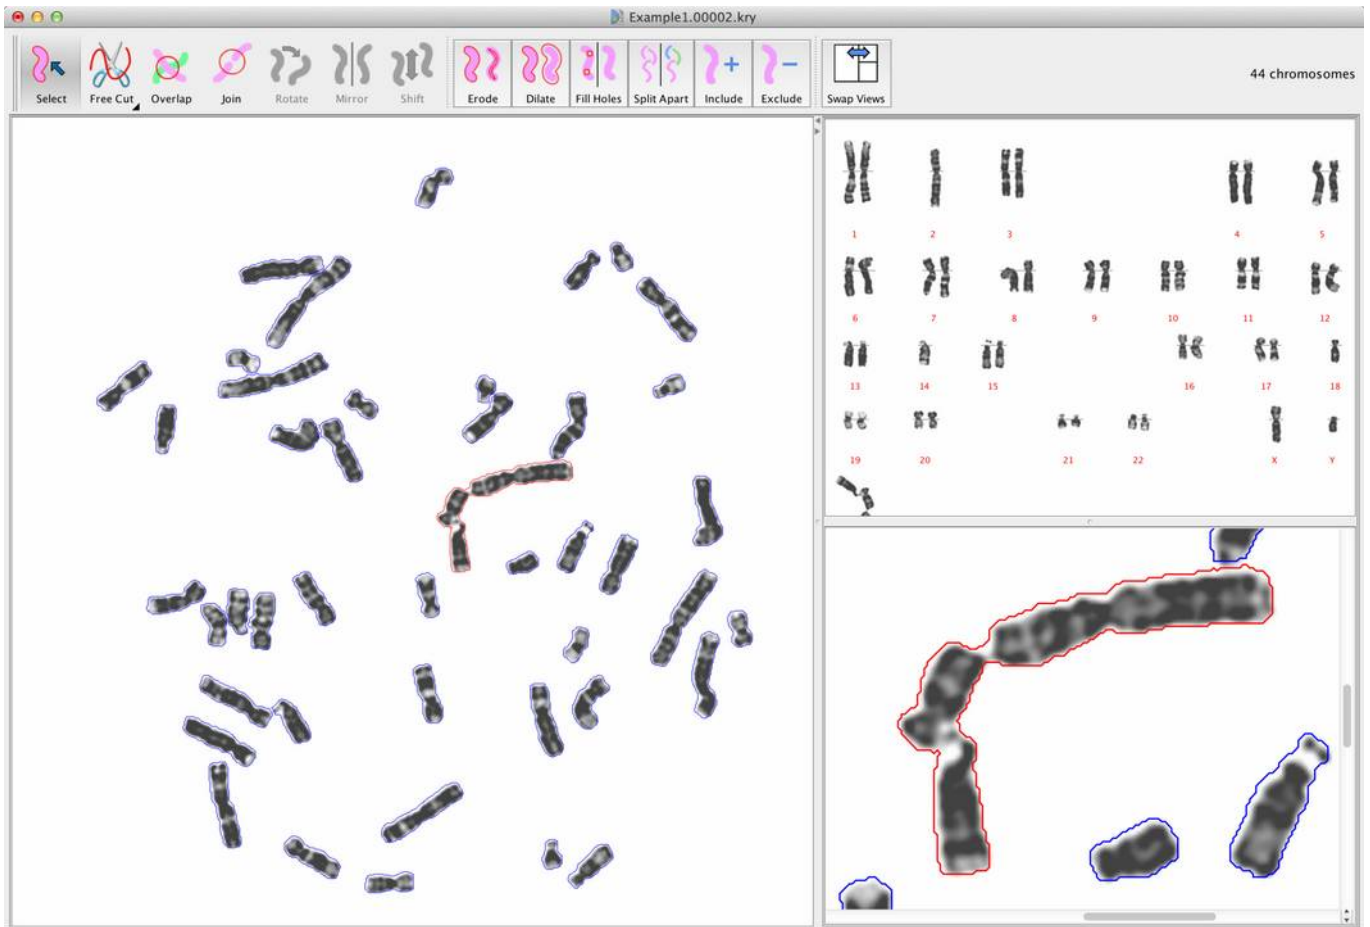 Example1.00002.kry
Select Free Cut Overlap Join Rotate Mirror Shift Erode Dilate Fill Holes Split Apart Include Exclude Swap Views
44 chromosomes
1 2 3 4 5
6 7 8 9 10 11 12
13 14 15 16 17 18
19 20 21 22 X Y